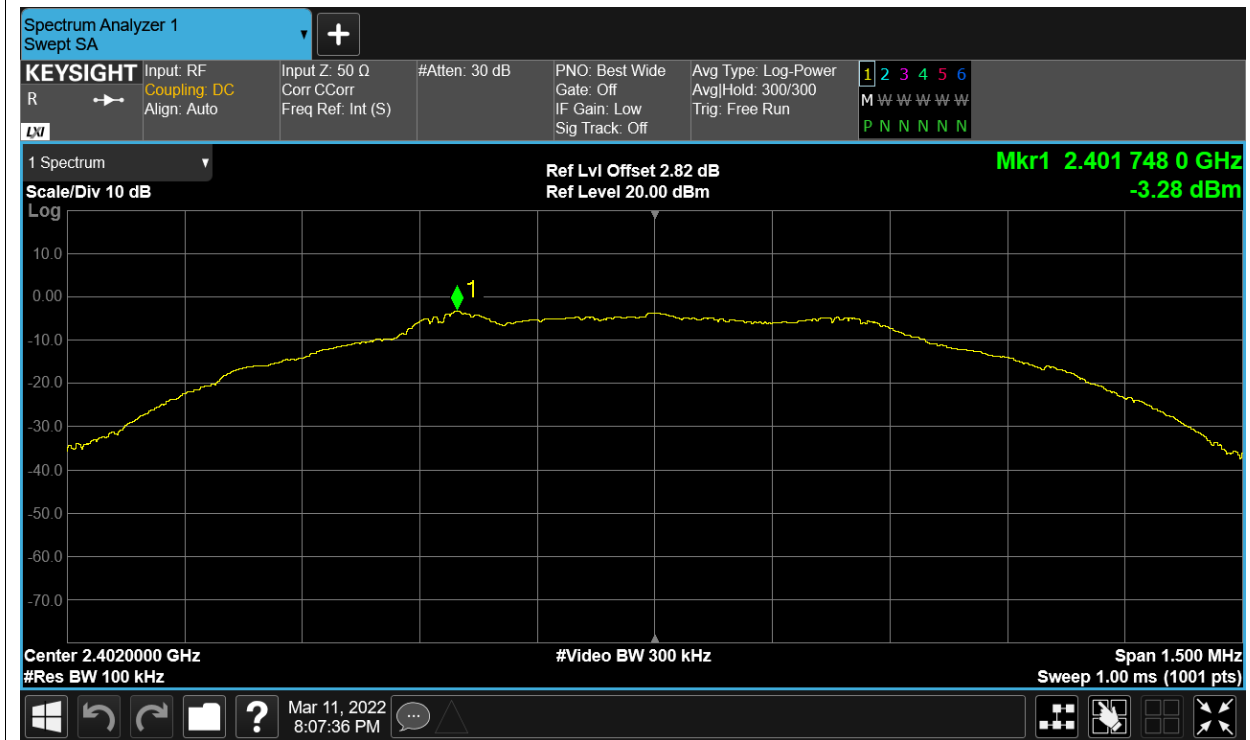 Spectrum Analyzer 1
Swept SA
+
KEYSIGHT
R
LXI
Input: RF
Coupling: DC
Align: Auto
Input Z: 50 Ω
Corr CCorr
Freq Ref: Int (S)
#Atten: 30 dB
PNO: Best Wide
Gate: Off
IF Gain: Low
Sig Track: Off
Avg Type: Log-Power
Avg|Hold: 300/300
Trig: Free Run
1 2 3 4 5 6
M W W W W W
P N N N N N
1 Spectrum
Scale/Div 10 dB
Ref Lvl Offset 2.82 dB
Ref Level 20.00 dBm
Mkr1 2.401 748 0 GHz
-3.28 dBm
Log
10.0
0.00
-10.0
-20.0
-30.0
-40.0
-50.0
-60.0
-70.0
1
Center 2.4020000 GHz
#Res BW 100 kHz
#Video BW 300 kHz
Span 1.500 MHz
Sweep 1.00 ms (1001 pts)
?
Mar 11, 2022
8:07:36 PM